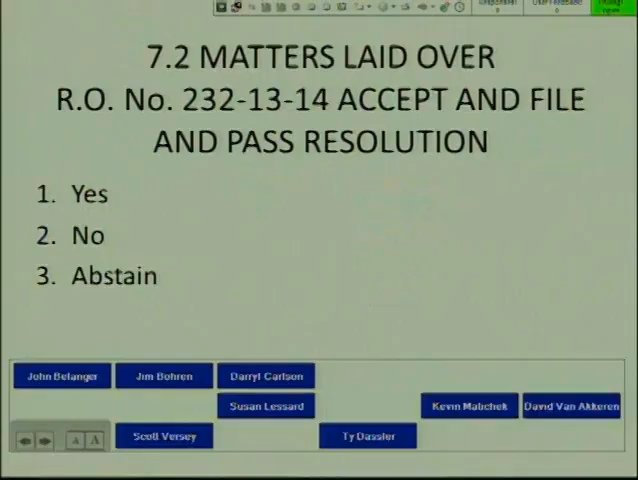 7.2 MATTERS LAID OVER
R.O. No. 232-13-14 ACCEPT AND FILE
AND PASS RESOLUTION
1. Yes
2. No
3. Abstain
John Belanger
Jim Bohren
Darryl Carlson
Susan Lessard
Kevin Matichek
David Van Akkeren
A A
Scott Versey
Ty Dassler